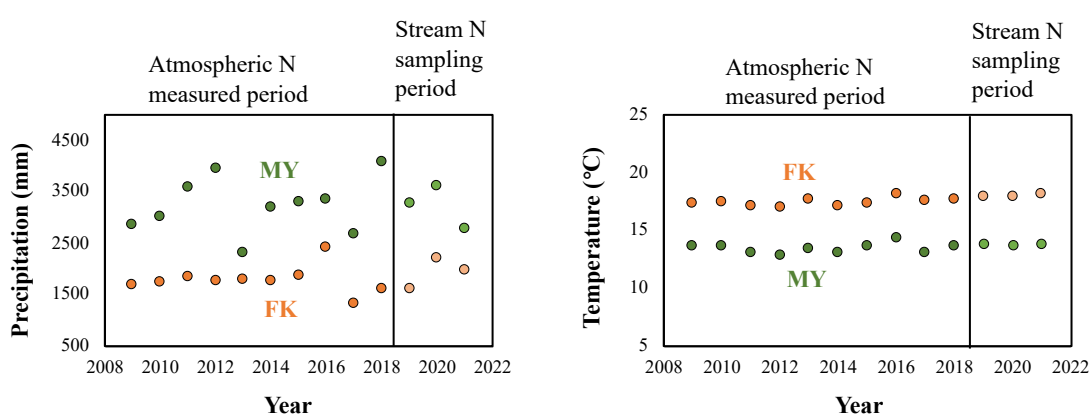 Atmospheric N
measured period
Stream N
sampling
period
Precipitation (mm)
4500
3500
2500
1500
500
MY
FK
2008 2010 2012 2014 2016 2018 2020 2022
Year
Atmospheric N
measured period
Stream N
sampling
period
Temperature (°C)
25
20
15
10
5
FK
MY
2008 2010 2012 2014 2016 2018 2020 2022
Year